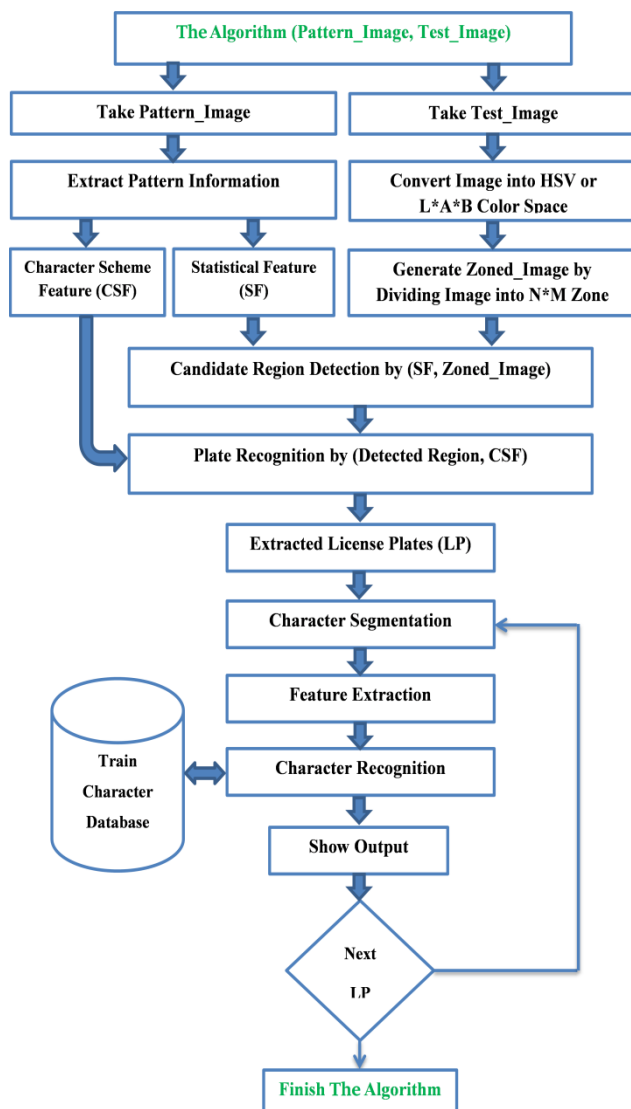 The Algorithm (Pattern_Image, Test_Image)
Take Pattern_Image
Take Test_Image
Extract Pattern Information
Convert Image into HSV or
L*A*B Color Space
Character Scheme
Feature (CSF)
Statistical Feature
(SF)
Generate Zoned_Image by
Dividing Image into N*M Zone
Candidate Region Detection by (SF, Zoned_Image)
Plate Recognition by (Detected Region, CSF)
Extracted License Plates (LP)
Character Segmentation
Feature Extraction
Train
Character
Database
Character Recognition
Show Output
Next
LP
Finish The Algorithm